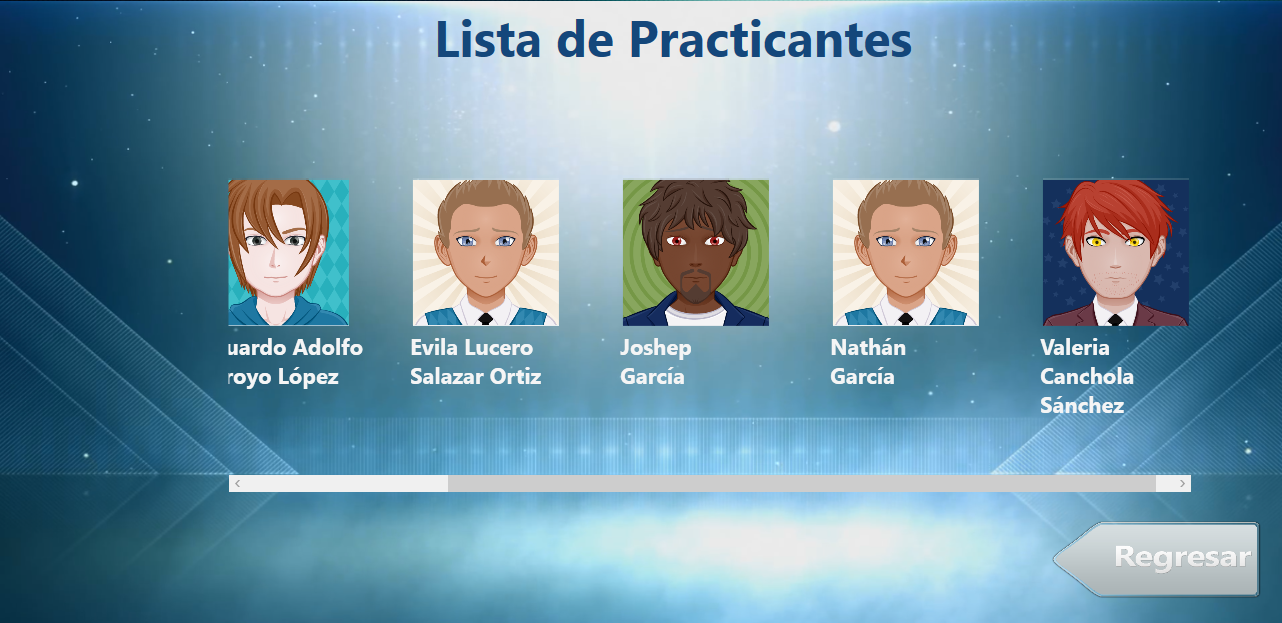 Lista de Practicantes
uardo Adolfo
royo López
Evila Lucero
Salazar Ortiz
Joshep
García
Nathán
García
Valeria
Canchola
Sánchez
Regresar